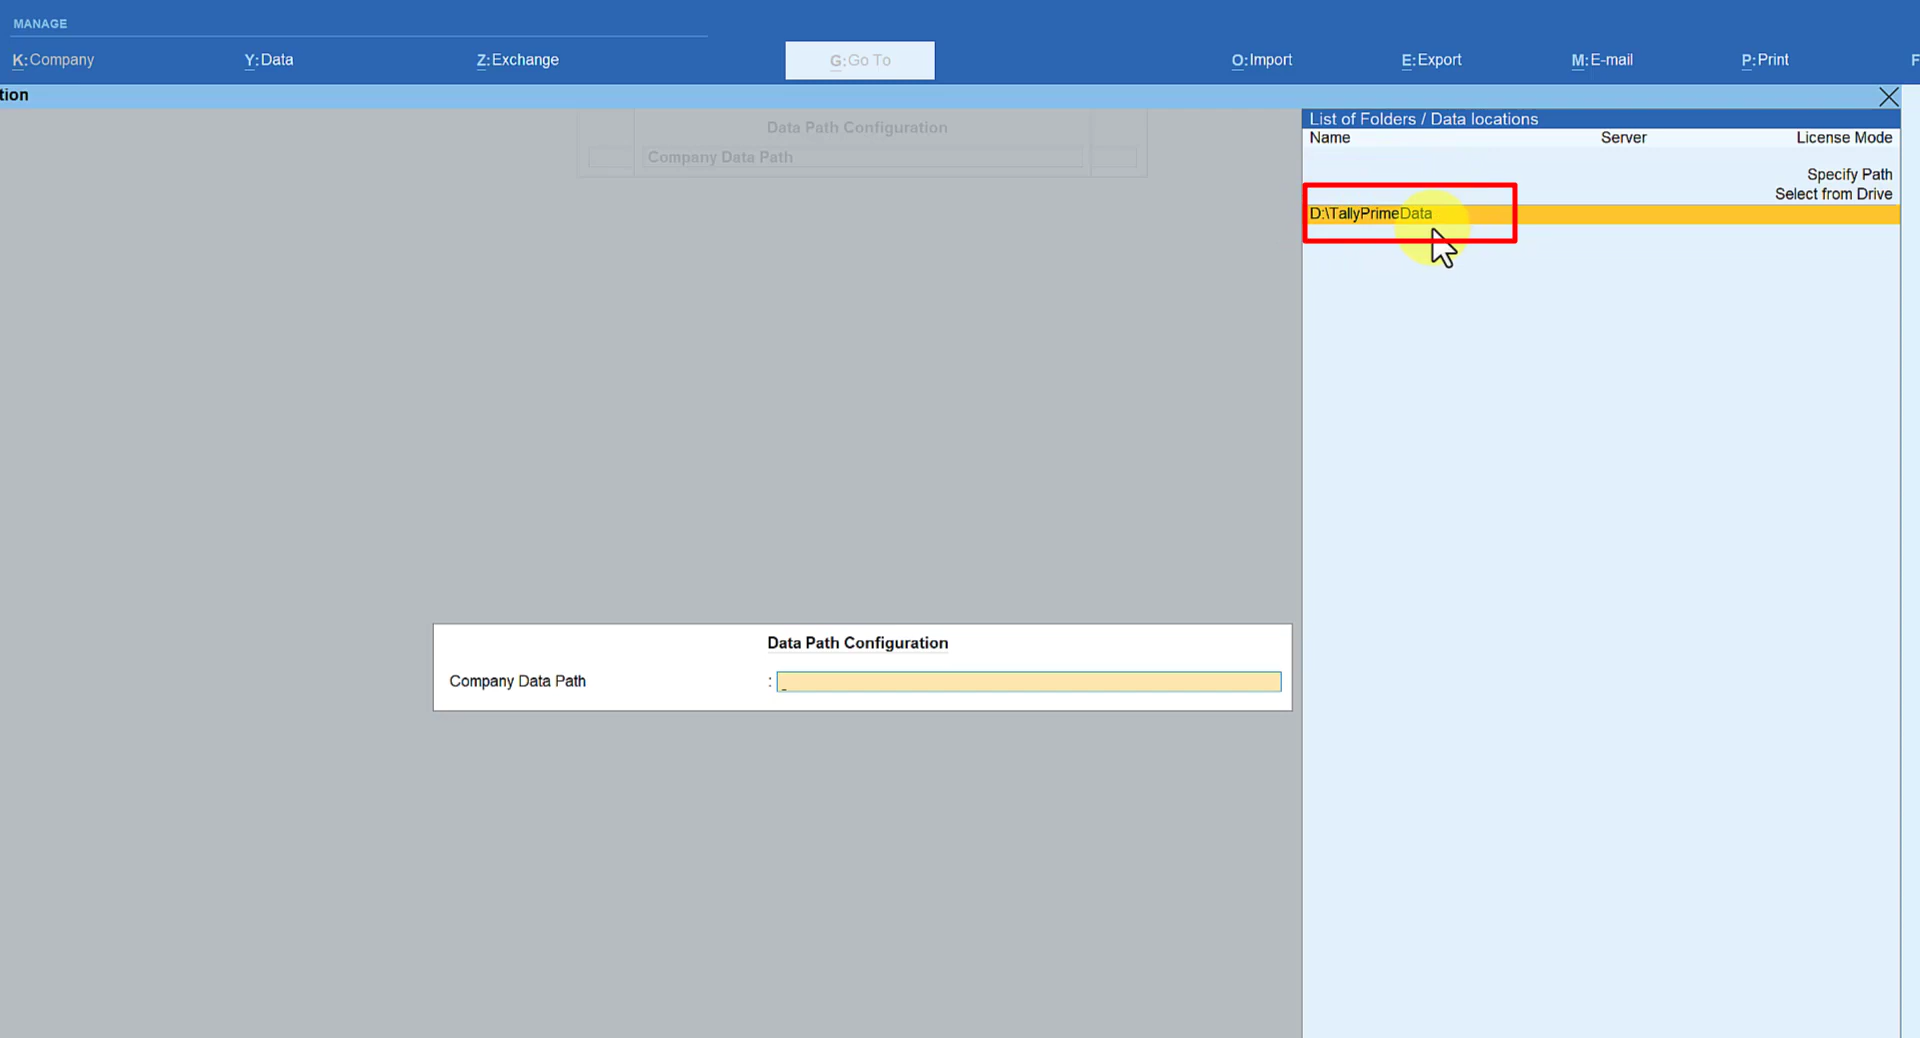 MANAGE
K:Company Y:Data Z:Exchange G:Go To O:Import E:Export M:E-mail P:Print F
tion
List of Folders / Data locations
Name Server License Mode
Data Path Configuration
Company Data Path
Specify Path
Select from Drive
D:\TallyPrimeData
Data Path Configuration
Company Data Path : _